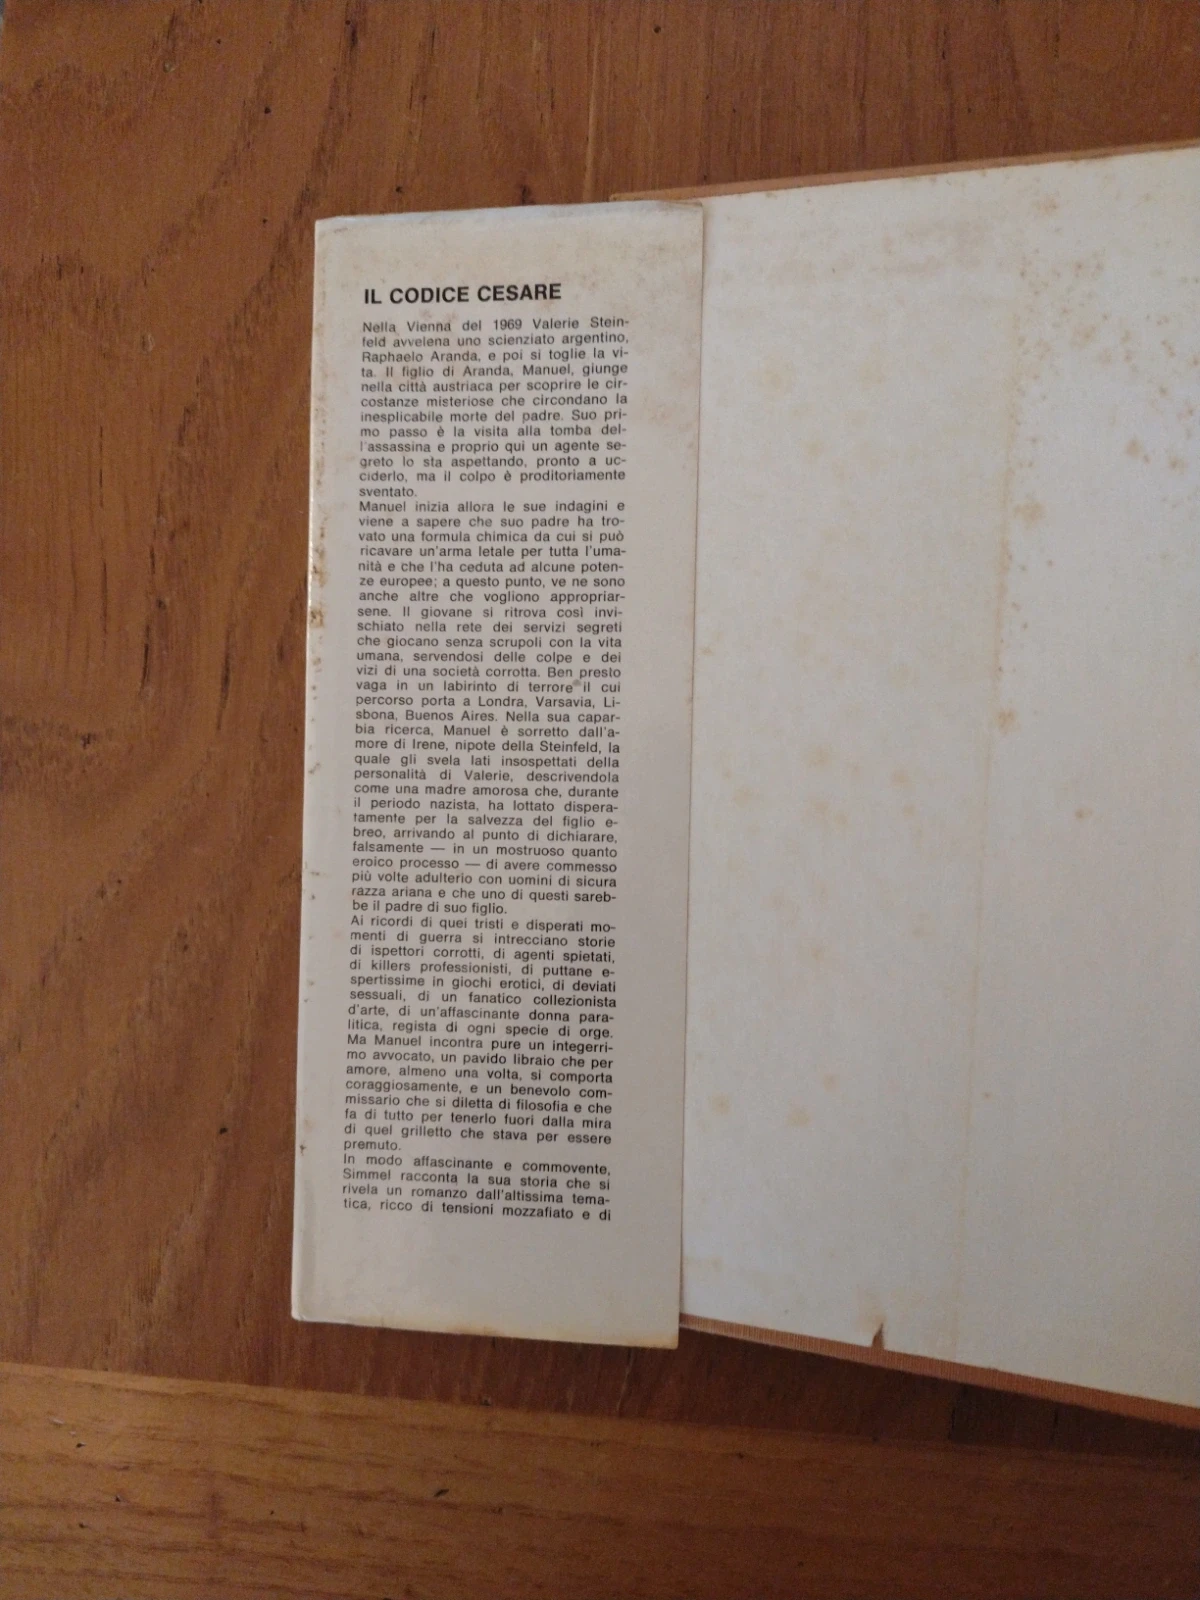 IL CODICE CESARE
Nella Vienna del 1969 Valerie Stein-
feld avvelena uno scienziato argentino,
Raphaelo Aranda, e poi si toglie la vi-
ta. Il figlio di Aranda, Manuel, giunge
nella città austriaca per scoprire le cir-
costanze misteriose che circondano la
inesplicabile morte del padre. Suo pri-
mo passo è la visita alla tomba del-
l'assassina e proprio qui un agente se-
greto lo sta aspettando, pronto a uc-
ciderlo, ma il colpo è proditoriamente
sventato.
Manuel inizia allora le sue indagini e
viene a sapere che suo padre ha tro-
vato una formula chimica da cui si può
ricavare un'arma letale per tutta l'uma-
nità e che l'ha ceduta ad alcune poten-
ze europee; a questo punto, ve ne sono
anche altre che vogliono appropriar-
sene. Il giovane si ritrova così invi-
schiato nella rete dei servizi segreti
che giocano senza scrupoli con la vita
umana, servendosi delle colpe e dei
vizi di una società corrotta. Ben presto
vaga in un labirinto di terrore il cui
percorso porta a Londra, Varsavia, Li-
sbona, Buenos Aires. Nella sua capar-
bia ricerca, Manuel è sorretto dall'a-
more di Irene, nipote della Steinfeld, la
quale gli svela lati insospettati della
personalità di Valerie, descrivendola
come una madre amorosa che, durante
il periodo nazista, ha lottato dispera-
tamente per la salvezza del figlio e-
breo, arrivando al punto di dichiarare,
falsamente — in un mostruoso quanto
eroico processo — di avere commesso
più volte adulterio con uomini di sicura
razza ariana e che uno di questi sareb-
be il padre di suo figlio.
Ai ricordi di quei tristi e disperati mo-
menti di guerra si intrecciano storie
di ispettori corrotti, di agenti spietati,
di killers professionisti, di puttane e-
spertissime in giochi erotici, di deviati
sessuali, di un fanatico collezionista
d'arte, di un'affascinante donna para-
litica, regista di ogni specie di orge.
Ma Manuel incontra pure un integerri-
mo avvocato, un pavido libraio che per
amore, almeno una volta, si comporta
coraggiosamente, e un benevolo com-
missario che si diletta di filosofia e che
fa di tutto per tenerlo fuori dalla mira
di quel grilletto che stava per essere
premuto.
In modo affascinante e commovente,
Simmel racconta la sua storia che si
rivela un romanzo dall'altissima tema-
tica, ricco di tensioni mozzafiato e di